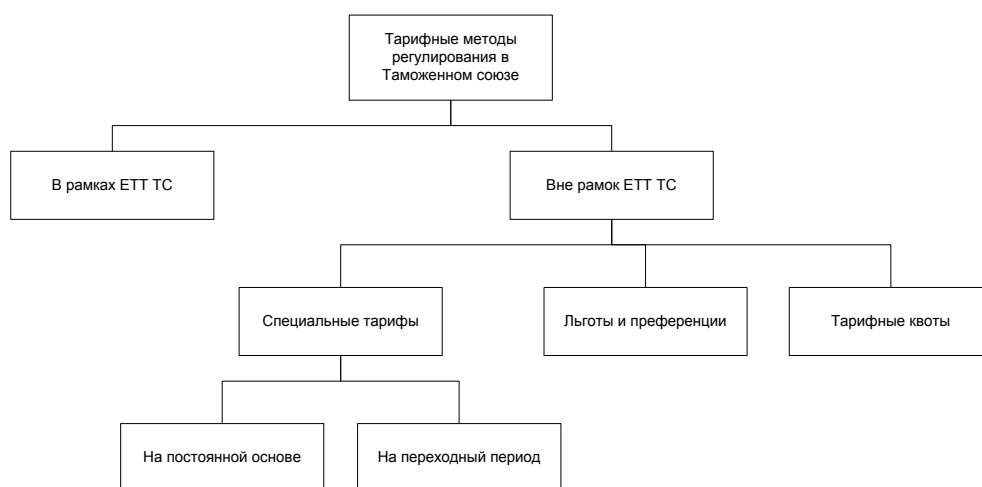 Тарифные методы
регулирования в
Таможенном союзе
В рамках ЕТТ ТС
Вне рамок ЕТТ ТС
Специальные тарифы
Льготы и преференции
Тарифные квоты
На постоянной основе
На переходный период